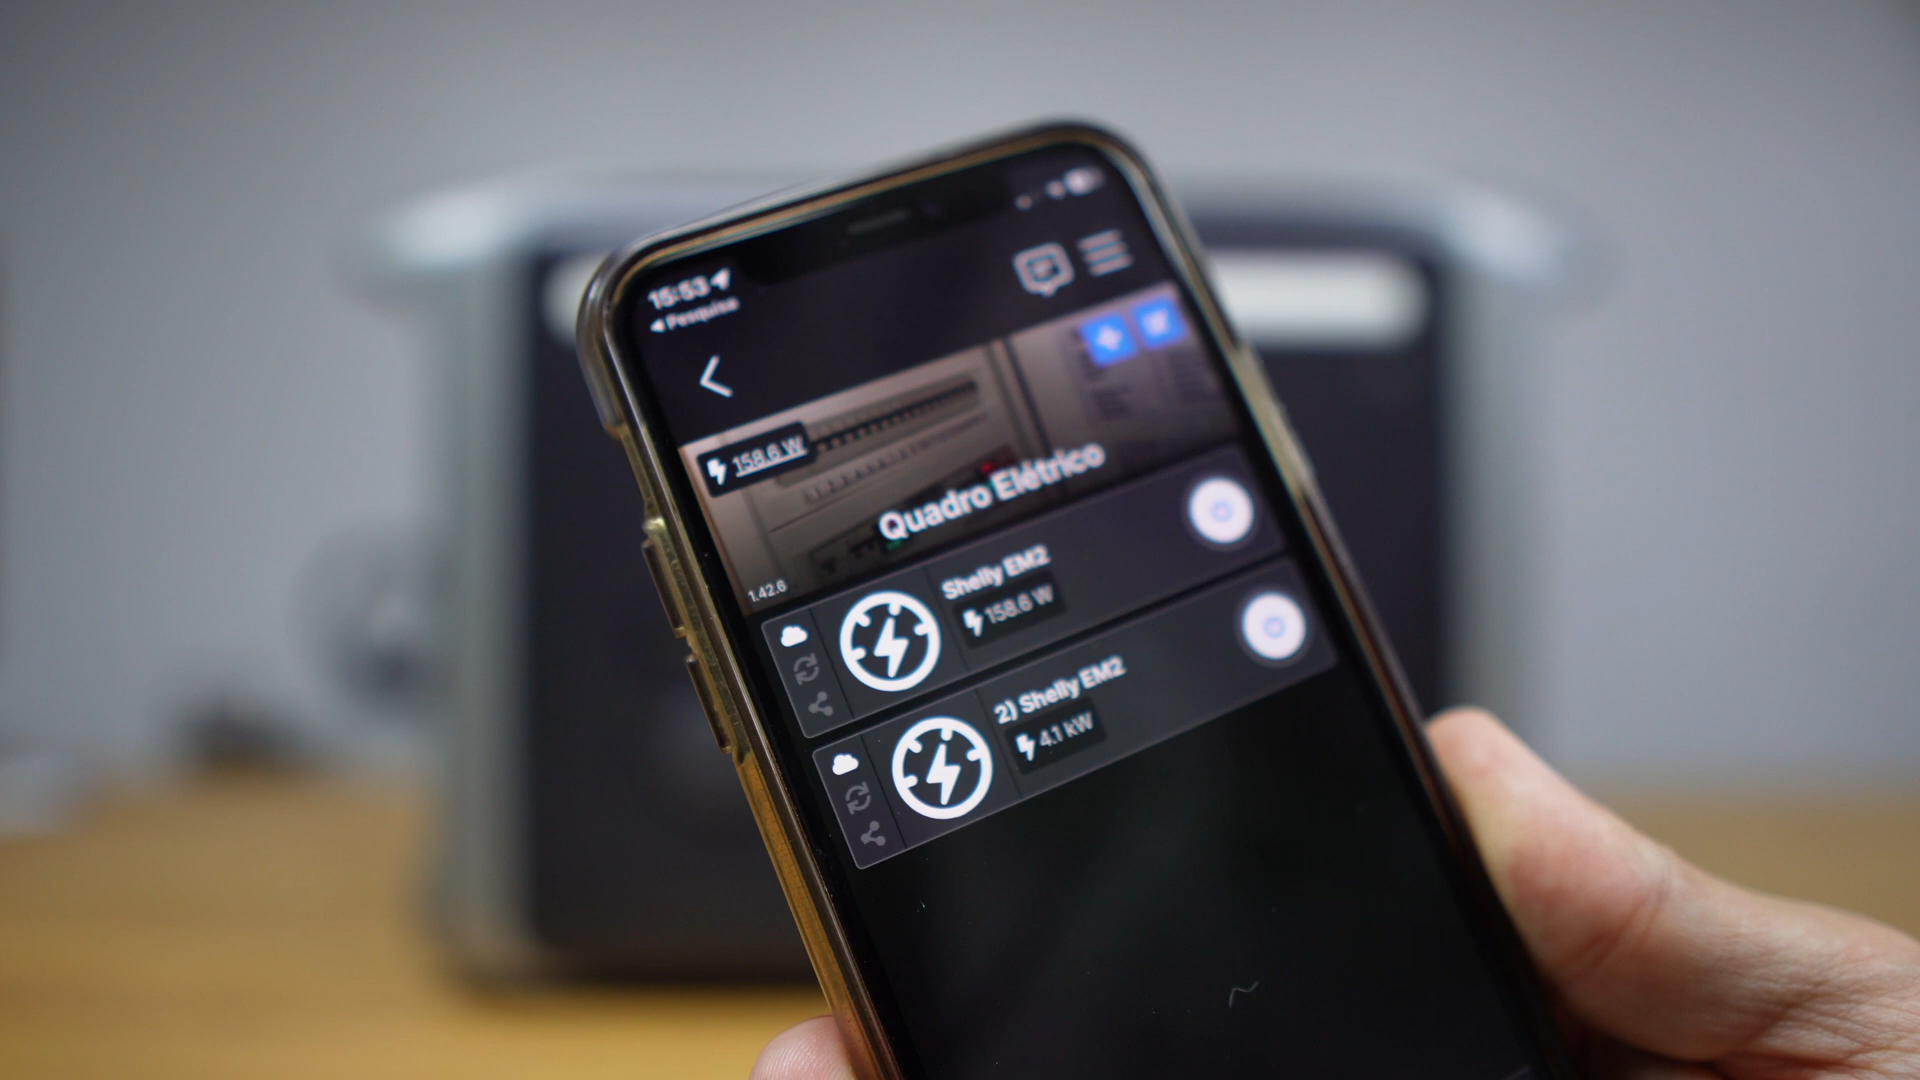 15:53
Pesquisa
158.6 W
Quadro Elétrico
1.42.6
Shelly EM2
158.6 W
2) Shelly EM2
4.1 kW